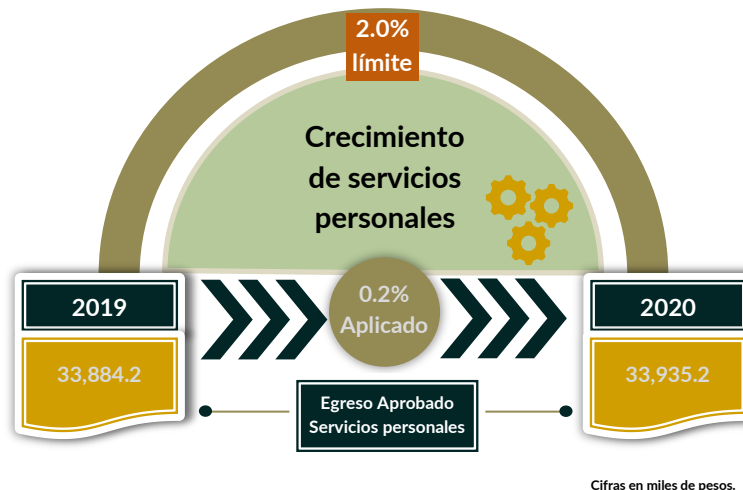 2.0%
límite
Crecimiento
de servicios
personales
2019
0.2%
Aplicado
2020
33,884.2
33,935.2
Egreso Aprobado
Servicios personales
Cifras en miles de pesos.